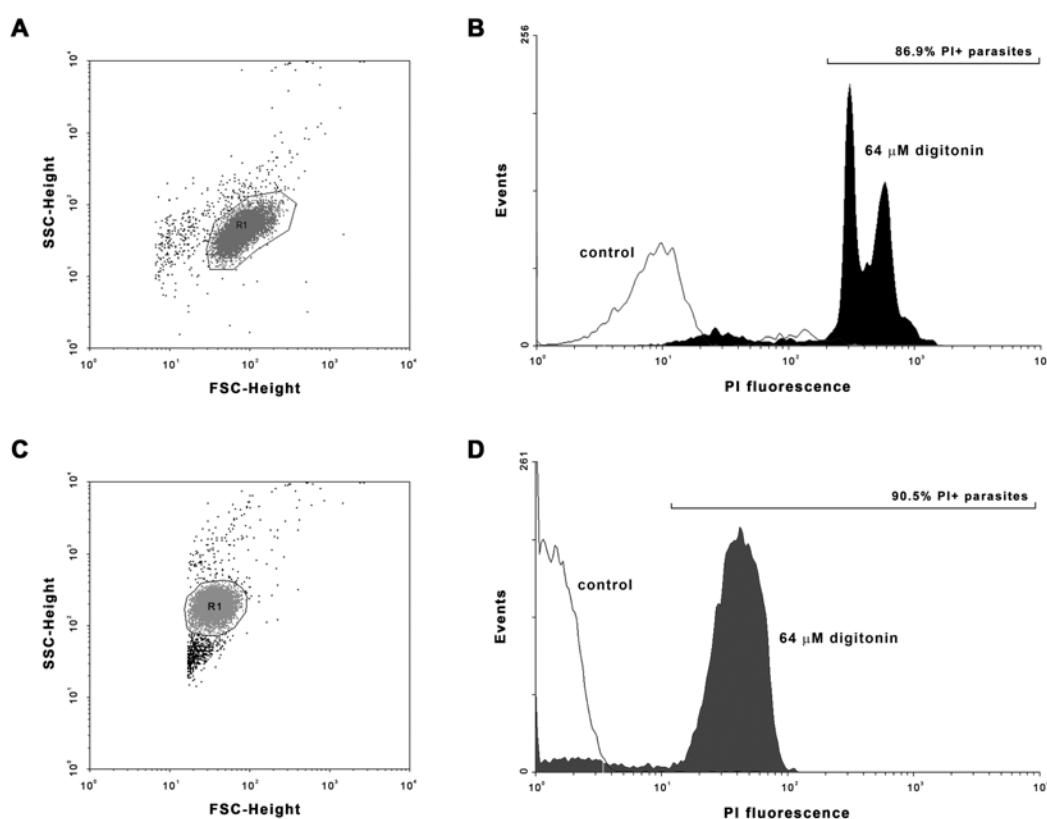 A
SSC-Height
10⁴
10³
10²
10¹
10⁰
R1
10⁰ 10¹ 10² 10³ 10⁴
FSC-Height
B
256
Events
0
86.9% PI+ parasites
64 μM digitonin
control
10⁰ 10¹ 10² 10³ 10
PI fluorescence
C
SSC-Height
10⁴
10³
10²
10¹
10⁰
R1
10⁰ 10¹ 10² 10³ 10⁴
FSC-Height
D
261
Events
0
90.5% PI+ parasites
control
64 μM digitonin
10⁰ 10¹ 10² 10³ 10
PI fluorescence